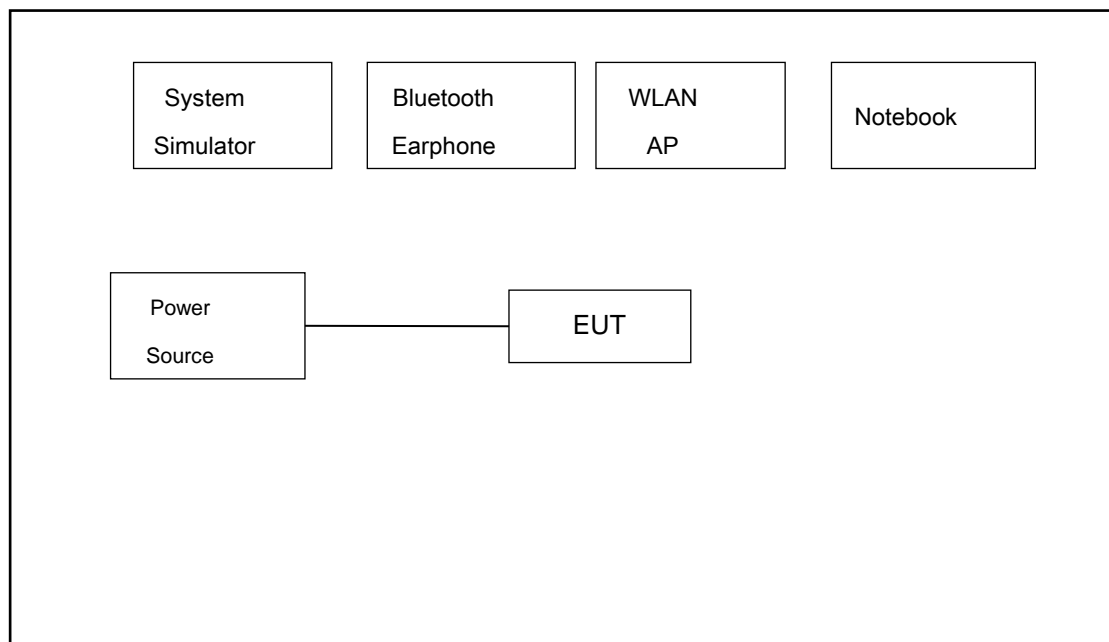 System
Simulator
Bluetooth
Earphone
WLAN
AP
Notebook
Power
Source
EUT